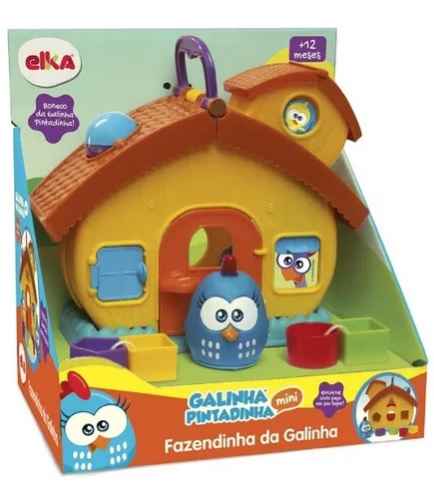 elka
+12
meses
Boneco
da Galinha
Pintadinha!
GALINHA
PINTADINHA mini
Fazendinha da Galinha